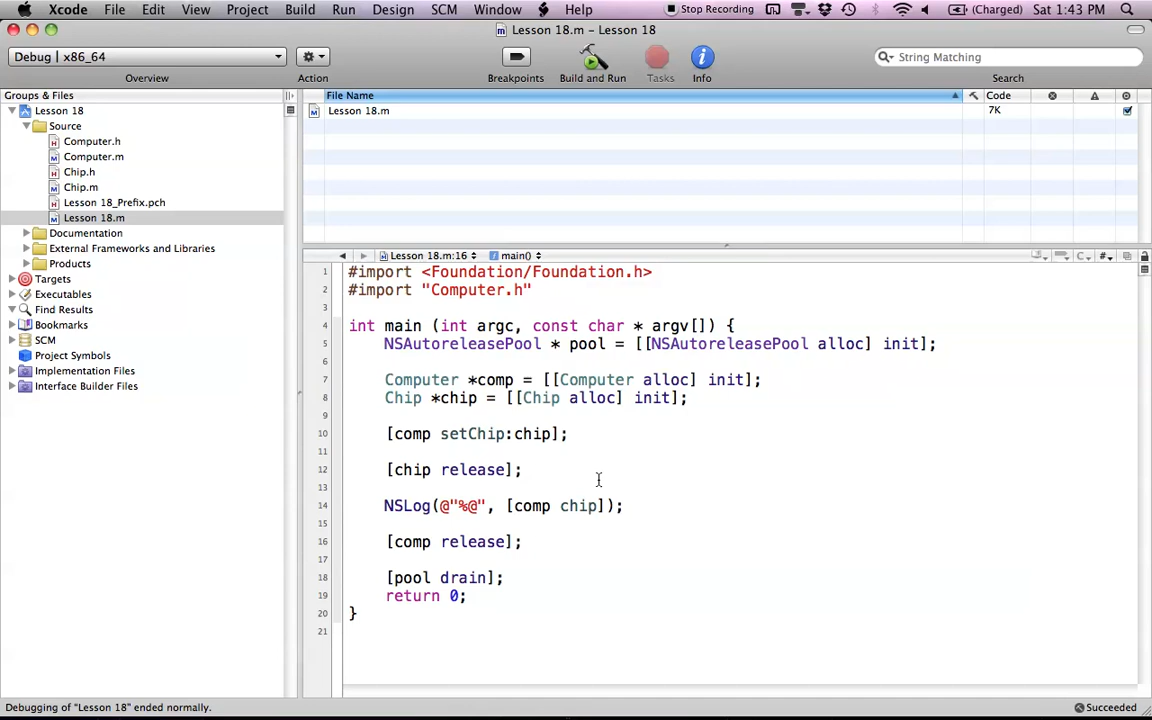 Xcode File Edit View Project Build Run Design SCM Window Help Stop Recording (Charged) Sat 1:43 PM
Lesson 18.m – Lesson 18
Debug | x86_64
String Matching
Overview Action Breakpoints Build and Run Tasks Info Search
Groups & Files
File Name Code
Lesson 18
Lesson 18.m 7K
Source
Computer.h
Computer.m
Chip.h
Chip.m
Lesson 18_Prefix.pch
Lesson 18.m
Documentation
External Frameworks and Libraries
Products
Targets
Executables
Find Results
Bookmarks
SCM
Project Symbols
Implementation Files
Interface Builder Files
Lesson 18.m:16 main()
1 #import <Foundation/Foundation.h>
2 #import "Computer.h"
3
4 int main (int argc, const char * argv[]) {
5 NSAutoreleasePool * pool = [[NSAutoreleasePool alloc] init];
6
7 Computer *comp = [[Computer alloc] init];
8 Chip *chip = [[Chip alloc] init];
9
10 [comp setChip:chip];
11
12 [chip release];
13
14 NSLog(@"%@", [comp chip]);
15
16 [comp release];
17
18 [pool drain];
19 return 0;
20 }
21
Debugging of "Lesson 18" ended normally. Succeeded